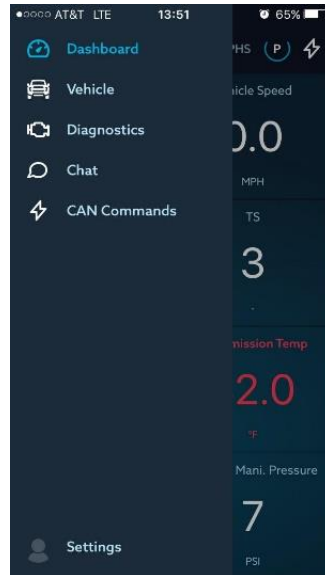 AT&T LTE 13:51 65%
Dashboard
HS P
Vehicle
icle Speed
0.0
Diagnostics
MPH
Chat
CAN Commands
TS
3
-
mission Temp
2.0
°F
Mani. Pressure
7
Settings
PSI